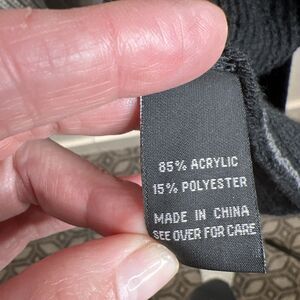 85% ACRYLIC
15% POLYESTER
MADE IN CHINA
SEE OVER FOR CARE